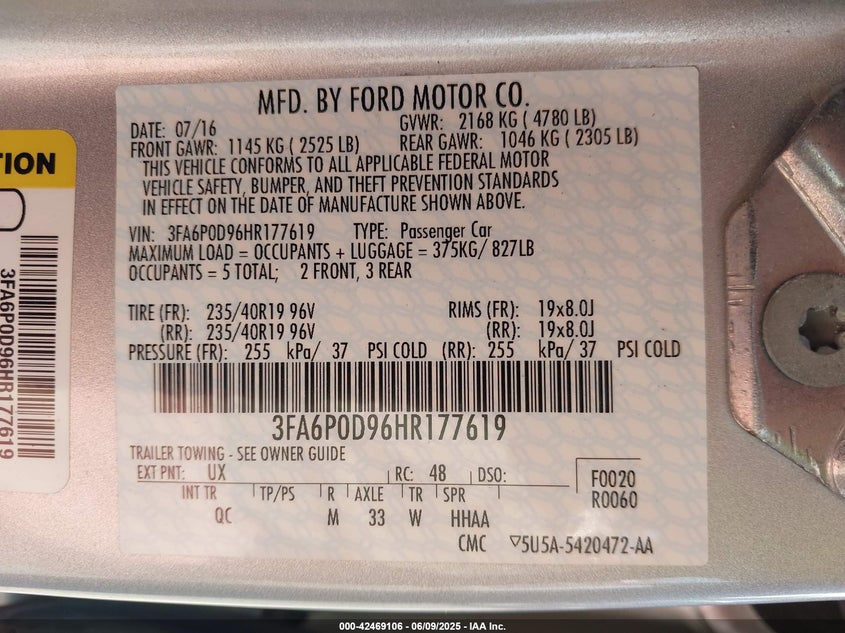 MFD. BY FORD MOTOR CO.
DATE: 07/16 GVWR: 2168 KG ( 4780 LB)
FRONT GAWR: 1145 KG ( 2525 LB) REAR GAWR: 1046 KG ( 2305 LB)
THIS VEHICLE CONFORMS TO ALL APPLICABLE FEDERAL MOTOR
VEHICLE SAFETY, BUMPER, AND THEFT PREVENTION STANDARDS
IN EFFECT ON THE DATE OF MANUFACTURE SHOWN ABOVE.
VIN: 3FA6P0D96HR177619 TYPE: Passenger Car
MAXIMUM LOAD = OCCUPANTS + LUGGAGE = 375KG/ 827LB
OCCUPANTS = 5 TOTAL; 2 FRONT, 3 REAR
TIRE (FR): 235/40R19 96V RIMS (FR): 19x8.0J
(RR): 235/40R19 96V (RR): 19x8.0J
PRESSURE (FR): 255 kPa/ 37 PSI COLD (RR): 255 kPa/ 37 PSI COLD
3FA6P0D96HR177619
TRAILER TOWING - SEE OWNER GUIDE
EXT PNT: UX RC: 48 DSO: F0020
INT TR TP/PS R AXLE TR SPR R0060
QC M 33 W HHAA
CMC ▽5U5A-5420472-AA
TION
3FA6P0D96HR177619
000-42469106 - 06/09/2025 - IAA Inc.